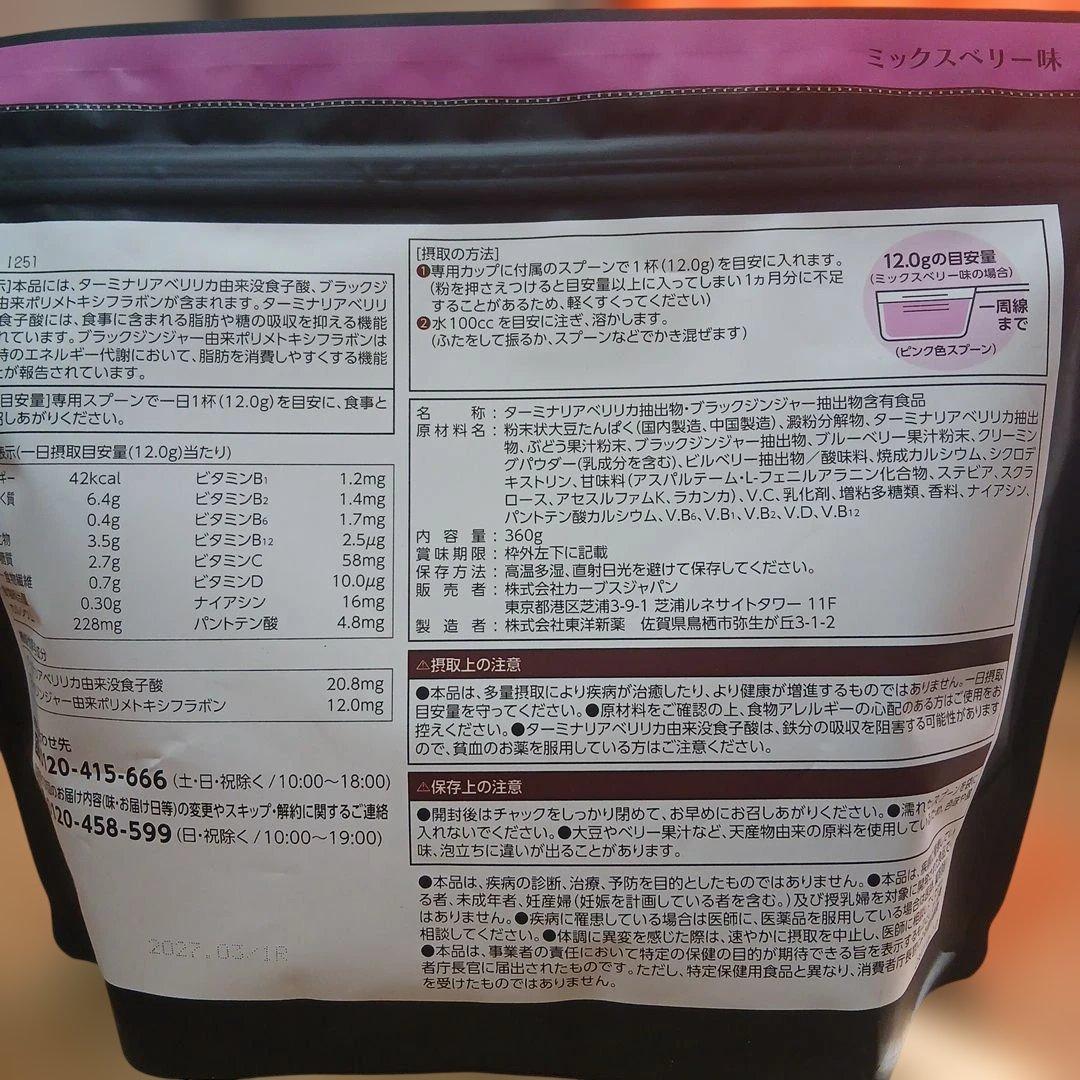 ミックスベリー味
1251
示]本品には、ターミナリアベリリカ由来没食子酸、ブラックジ
由来ポリメトキシフラボンが含まれます。ターミナリアベリリ
食子酸には、食事に含まれる脂肪や糖の吸収を抑える機能
れています。ブラックジンジャー由来ポリメトキシフラボンは
時のエネルギー代謝において、脂肪を消費しやすくする機能
とが報告されています。
目安量]専用スプーンで一日1杯(12.0g)を目安に、食事と
召しあがりください。
表示(一日摂取目安量(12.0g)当たり)
ギー 42kcal ビタミンB1 1.2mg
く質 6.4g ビタミンB2 1.4mg
0.4g ビタミンB6 1.7mg
物 3.5g ビタミンB12 2.5μg
糖質 2.7g ビタミンC 58mg
食物繊維 0.7g ビタミンD 10.0μg
0.30g ナイアシン 16mg
228mg パントテン酸 4.8mg
成分
アベリリカ由来没食子酸 20.8mg
ンジャー由来ポリメトキシフラボン 12.0mg
わせ先
120-415-666 (土・日・祝除く/10:00〜18:00)
のお届け内容(味・お届け日等)の変更やスキップ・解約に関するご連絡
120-458-599 (日・祝除く/10:00〜19:00)
2027.03/1R
[摂取の方法]
❶専用カップに付属のスプーンで1杯(12.0g)を目安に入れます。
(粉を押さえつけると目安量以上に入ってしまい1ヵ月分に不足
することがあるため、軽くすくってください)
❷水100ccを目安に注ぎ、溶かします。
(ふたをして振るか、スプーンなどでかき混ぜます)
12.0gの目安量
(ミックスベリー味の場合)
一周線
まで
(ピンク色スプーン)
名称:ターミナリアベリリカ抽出物・ブラックジンジャー抽出物含有食品
原材料名:粉末状大豆たんぱく(国内製造、中国製造)、澱粉分解物、ターミナリアベリリカ抽出
物、ぶどう果汁粉末、ブラックジンジャー抽出物、ブルーベリー果汁粉末、クリーミン
グパウダー(乳成分を含む)、ビルベリー抽出物/酸味料、焼成カルシウム、シクロデ
キストリン、甘味料(アスパルテーム・L-フェニルアラニン化合物、ステビア、スクラ
ロース、アセスルファムK、ラカンカ)、V.C、乳化剤、増粘多糖類、香料、ナイアシン、
パントテン酸カルシウム、V.B6、V.B1、V.B2、V.D、V.B12
内容量:360g
賞味期限:枠外左下に記載
保存方法:高温多湿、直射日光を避けて保存してください。
販売者:株式会社カーブスジャパン
東京都港区芝浦3-9-1 芝浦ルネサイトタワー 11F
製造者:株式会社東洋新薬 佐賀県鳥栖市弥生が丘3-1-2
⚠摂取上の注意
●本品は、多量摂取により疾病が治癒したり、より健康が増進するものではありません。一日摂取
目安量を守ってください。●原材料をご確認の上、食物アレルギーの心配のある方はご使用をお
控えください。●ターミナリアベリリカ由来没食子酸は、鉄分の吸収を阻害する可能性があります
ので、貧血のお薬を服用している方はご注意ください。
⚠保存上の注意
●開封後はチャックをしっかり閉めて、お早めにお召しあがりください。●濡れたスプーンを袋に
入れないでください。●大豆やベリー果汁など、天産物由来の原料を使用してい
味、泡立ちに違いが出ることがあります。
●本品は、疾病の診断、治療、予防を目的としたものではありません。●本品は、
る者、未成年者、妊産婦(妊娠を計画している者を含む。)及び授乳婦を対象に開発
はありません。●疾病に罹患している場合は医師に、医薬品を服用している場合
相談してください。●体調に異変を感じた際は、速やかに摂取を中止し、医師に
●本品は、事業者の責任において特定の保健の目的が期待できる旨を表示する
者庁長官に届出されたものです。ただし、特定保健用食品と異なり、消費者庁長
を受けたものではありません。